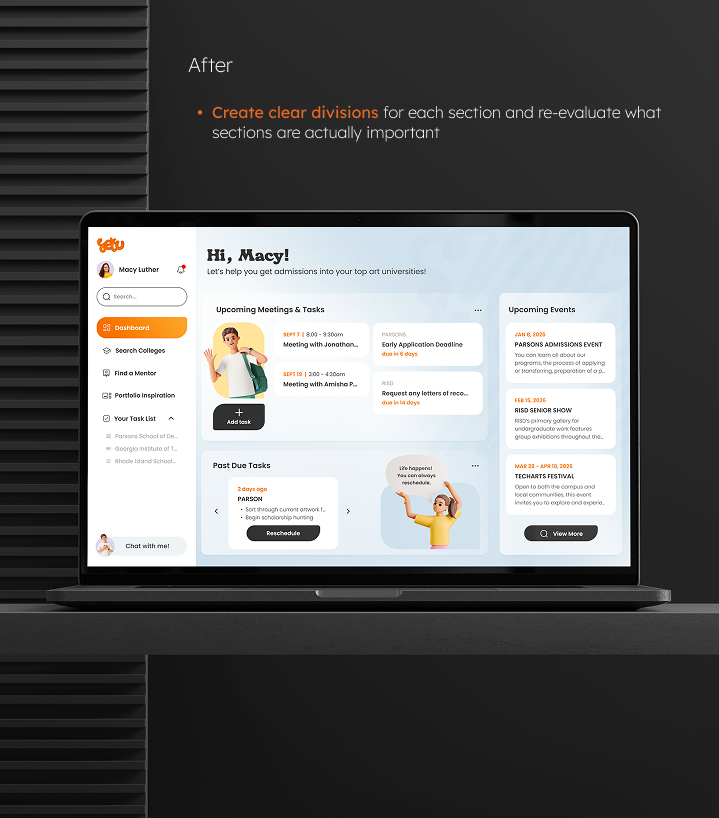 After
• Create clear divisions for each section and re-evaluate what
sections are actually important
yetu
Macy Luther
Search...
Dashboard
Search Colleges
Find a Mentor
Portfolio Inspiration
Your Task List
Parsons School of De...
Georgia Institute of T...
Rhode Island School...
Chat with me!
Hi, Macy!
Let's help you get admissions into your top art universities!
Upcoming Meetings & Tasks
SEPT 7 | 8:00 - 9:30am
Meeting with Jonathan...
SEPT 19 | 3:00 - 4:30am
Meeting with Amisha P...
Add task
PARSONS
Early Application Deadline
due in 6 days
RISD
Request any letters of reco...
due in 14 days
Past Due Tasks
2 days ago
PARSON
• Sort through current artwork f...
• Begin scholarship hunting
Reschedule
Life happens!
You can always
reschedule.
Upcoming Events
JAN 8, 2026
PARSONS ADMISSIONS EVENT
You can learn all about our
programs, the process of applying
or transferring, preparation of a p...
FEB 15, 2026
RISD SENIOR SHOW
RISD's primary gallery for
undergraduate work features
group exhibitions throughout the...
MAR 28 - APR 18, 2026
TECHARTS FESTIVAL
Open to both the campus and
local communities, this event
invites you to explore and experie...
View More